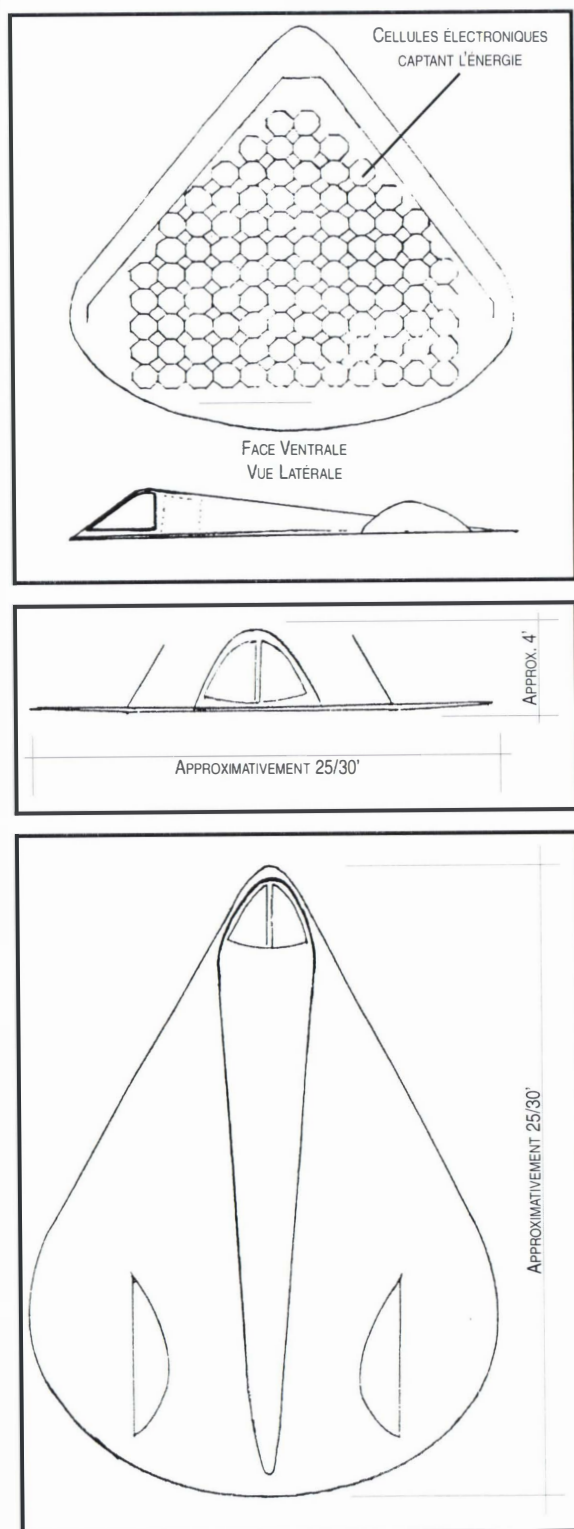 CELLULES ÉLECTRONIQUES
CAPTANT L'ÉNERGIE
FACE VENTRALE
VUE LATÉRALE
APPROX. 4'
APPROXIMATIVEMENT 25/30'
APPROXIMATIVEMENT 25/30'